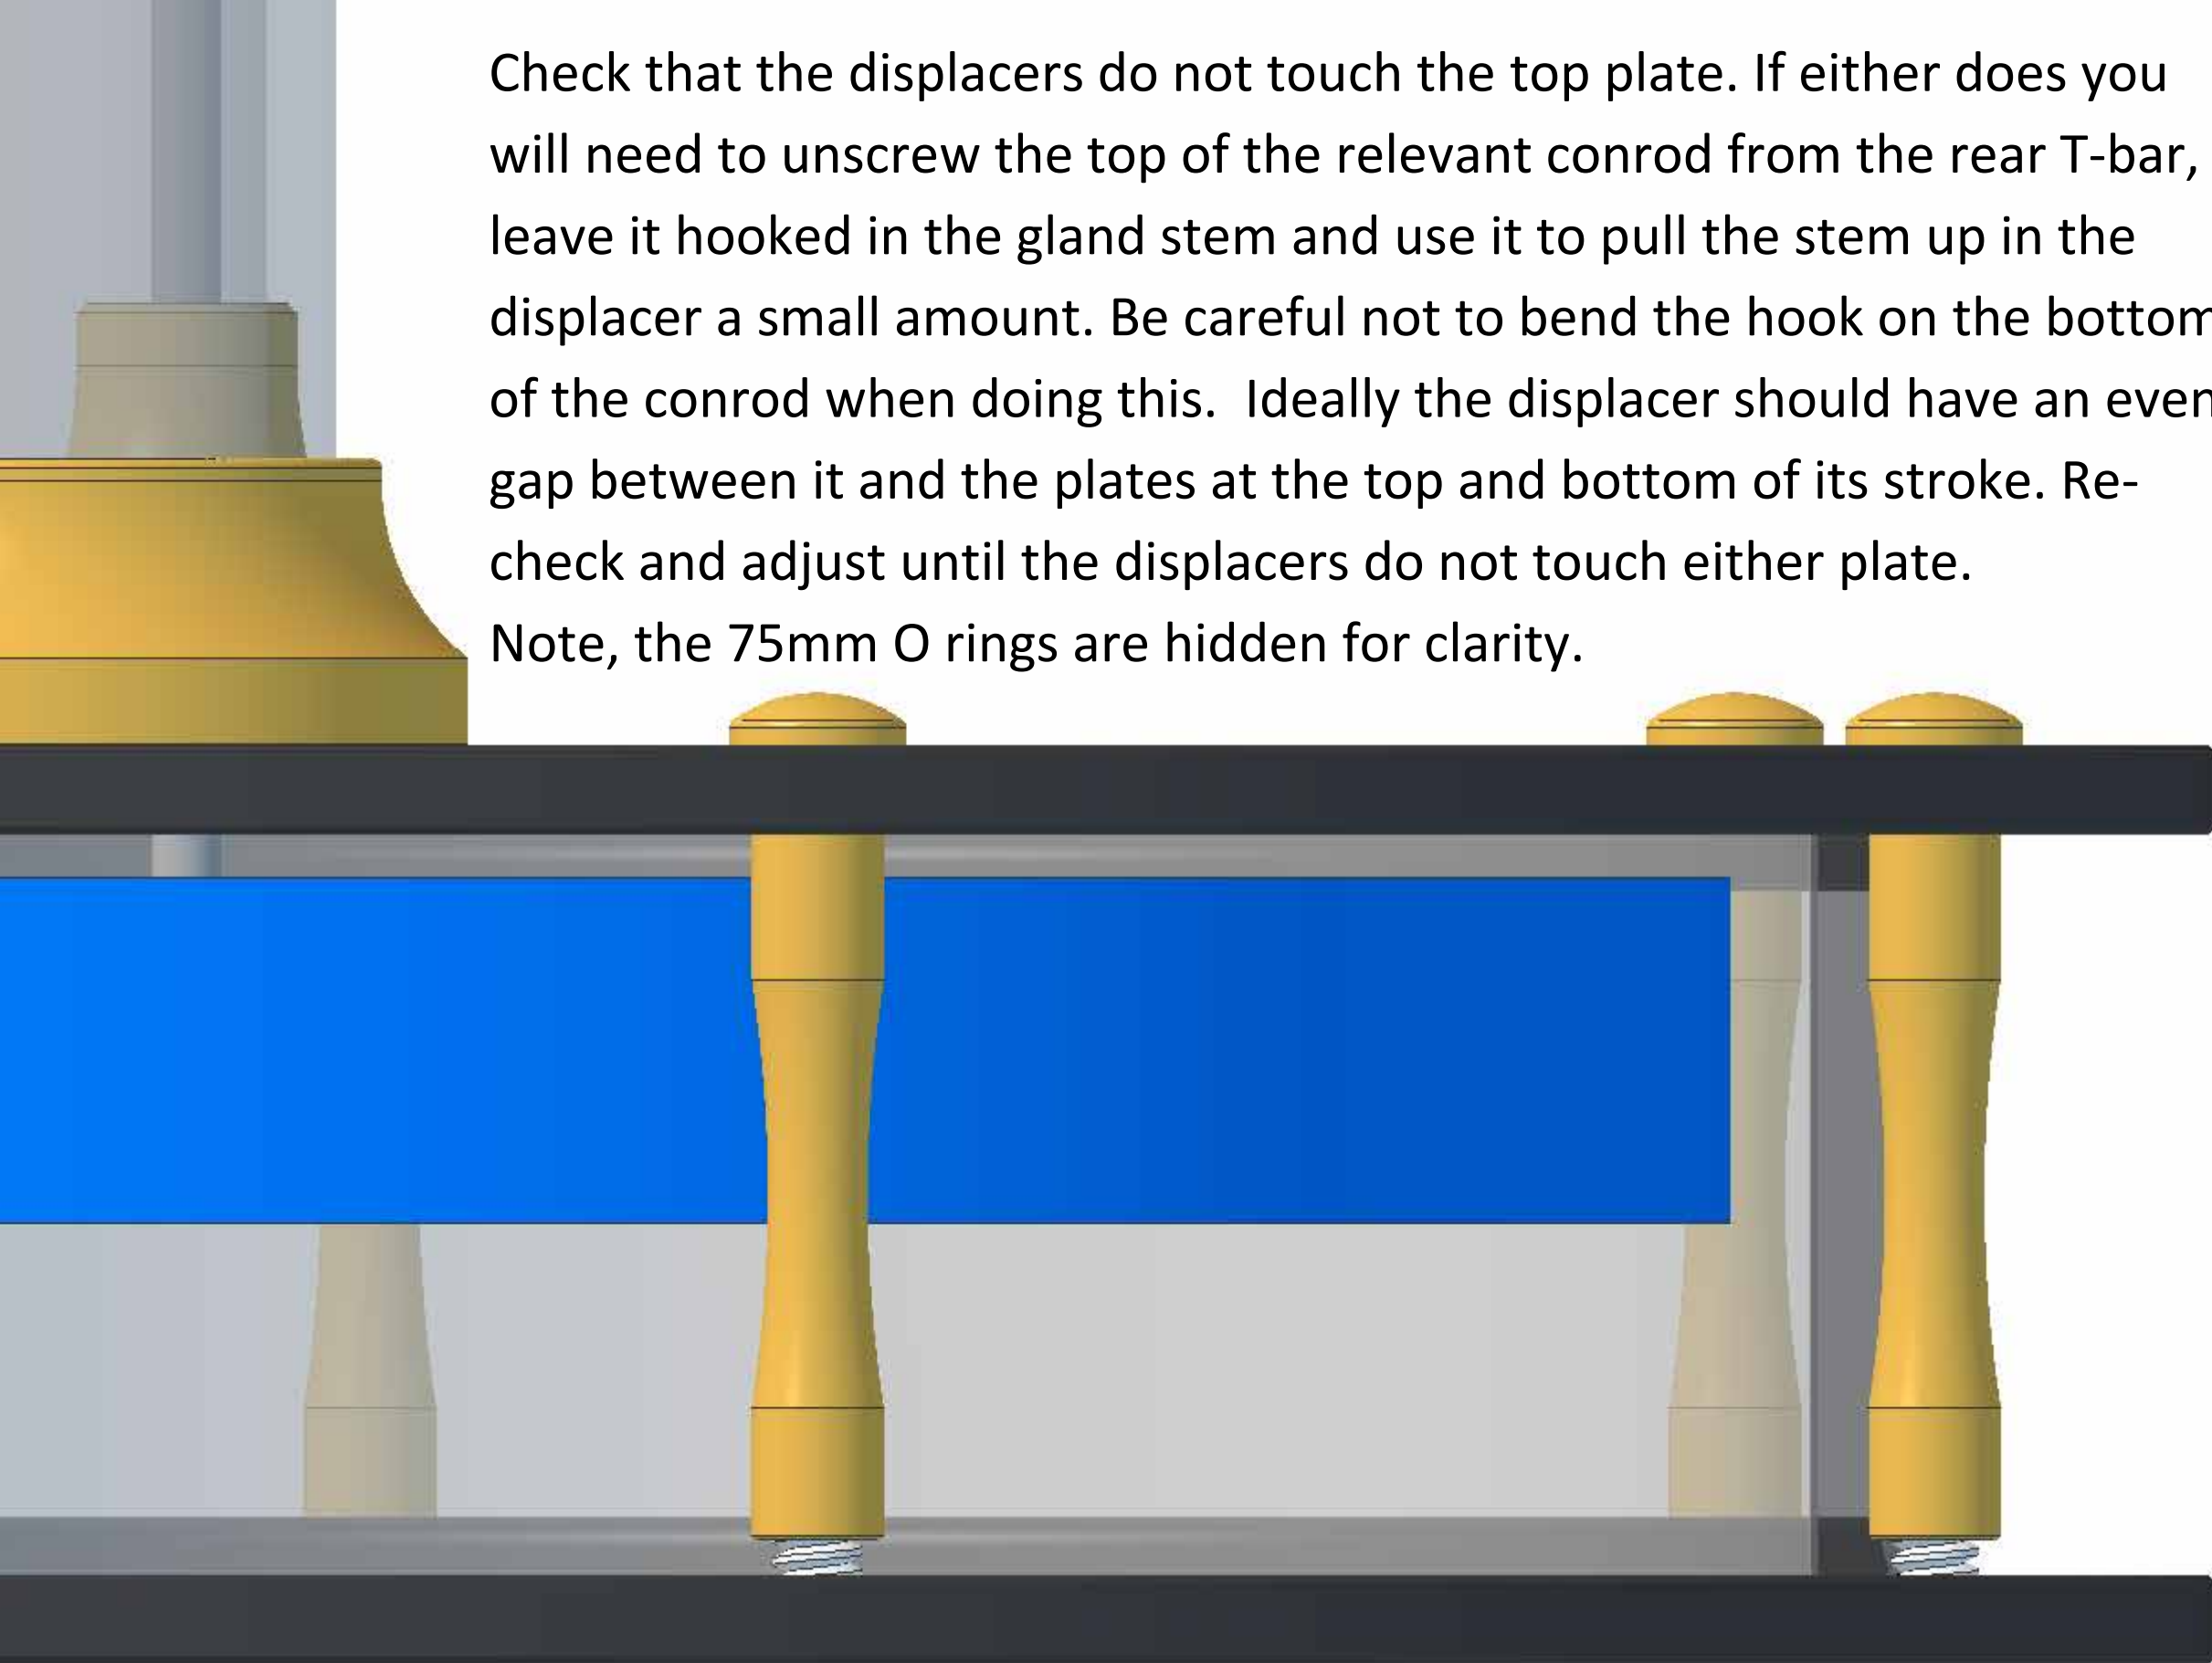 Check that the displacers do not touch the top plate. If either does you
will need to unscrew the top of the relevant conrod from the rear T-bar,
leave it hooked in the gland stem and use it to pull the stem up in the
displacer a small amount. Be careful not to bend the hook on the bottom
of the conrod when doing this.  Ideally the displacer should have an even
gap between it and the plates at the top and bottom of its stroke. Re-
check and adjust until the displacers do not touch either plate.
Note, the 75mm O rings are hidden for clarity.